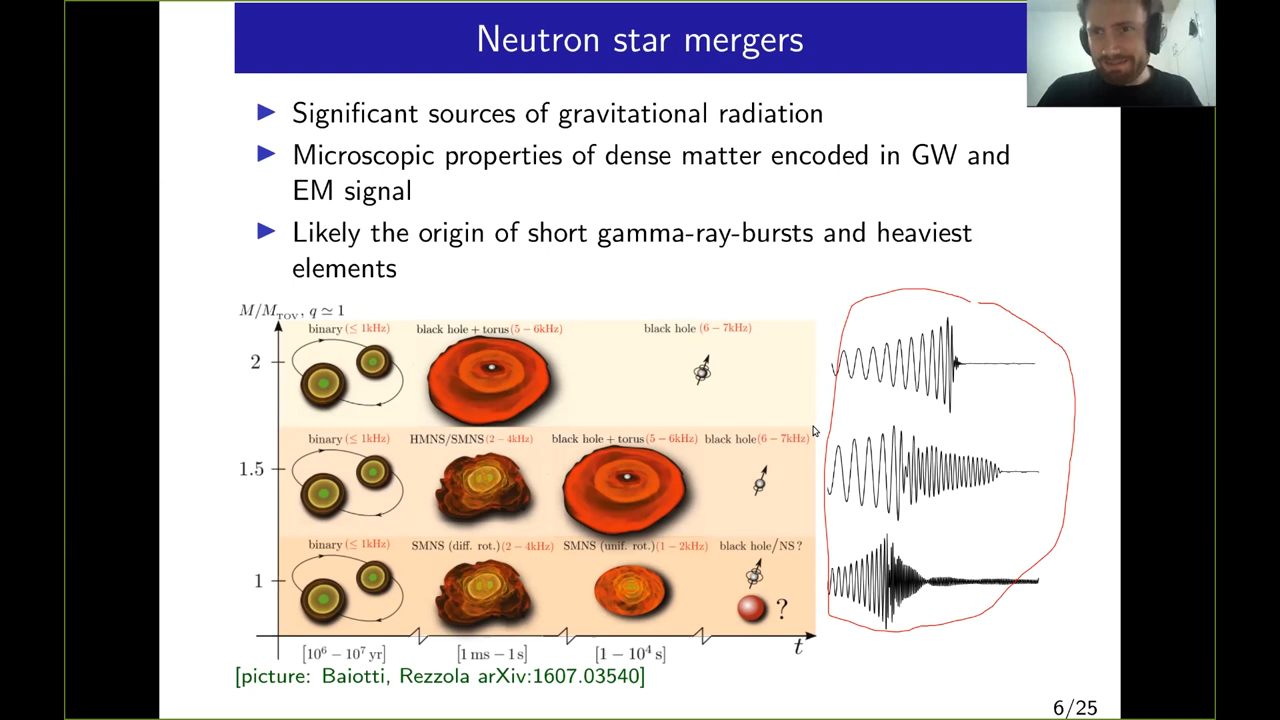 Neutron star mergers
Significant sources of gravitational radiation
Microscopic properties of dense matter encoded in GW and
EM signal
Likely the origin of short gamma-ray-bursts and heaviest
elements
M/M_TOV, q ≃ 1
binary (≤ 1kHz) black hole + torus (5 − 6kHz) black hole (6 − 7kHz)
2
binary (≤ 1kHz) HMNS/SMNS (2 − 4kHz) black hole + torus (5 − 6kHz) black hole (6 − 7kHz)
1.5
binary (≤ 1kHz) SMNS (diff. rot.) (2 − 4kHz) SMNS (unif. rot.) (1 − 2kHz) black hole/NS?
1
?
t
[10⁶ − 10⁷ yr] [1 ms − 1 s] [1 − 10⁴ s]
[picture: Baiotti, Rezzola arXiv:1607.03540]
6/25